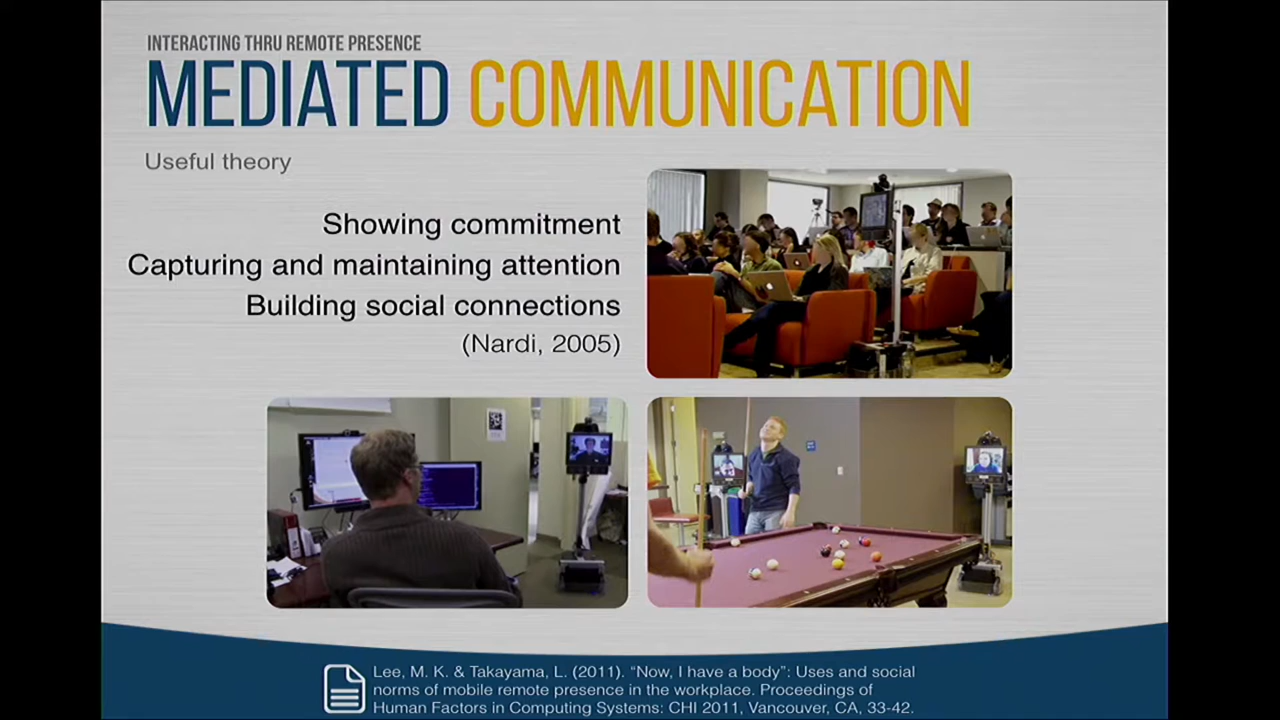 INTERACTING THRU REMOTE PRESENCE
MEDIATED COMMUNICATION
Useful theory
Showing commitment
Capturing and maintaining attention
Building social connections
(Nardi, 2005)
Lee, M. K. & Takayama, L. (2011). “Now, I have a body”: Uses and social
norms of mobile remote presence in the workplace. Proceedings of
Human Factors in Computing Systems: CHI 2011, Vancouver, CA, 33-42.